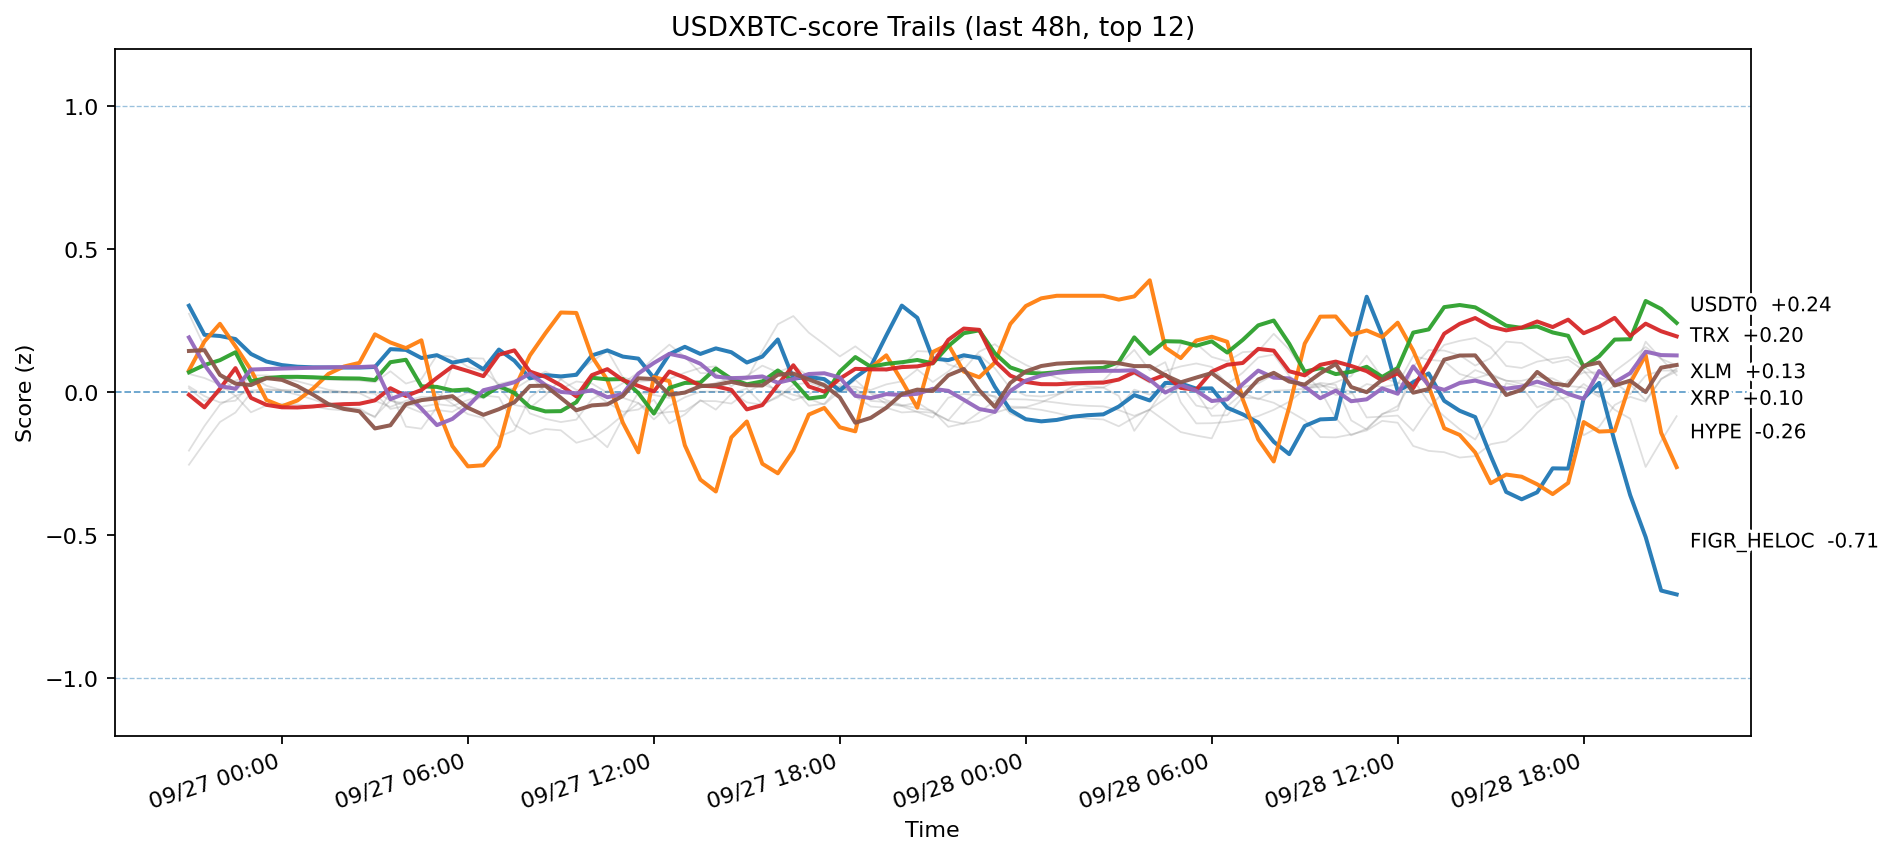 USDXBTC-score Trails (last 48h, top 12)
Score (z)
1.0
0.5
0.0
−0.5
−1.0
USDT0 +0.24
TRX +0.20
XLM +0.13
XRP +0.10
HYPE -0.26
FIGR_HELOC -0.71
09/27 00:00
09/27 06:00
09/27 12:00
09/27 18:00
09/28 00:00
09/28 06:00
09/28 12:00
09/28 18:00
Time